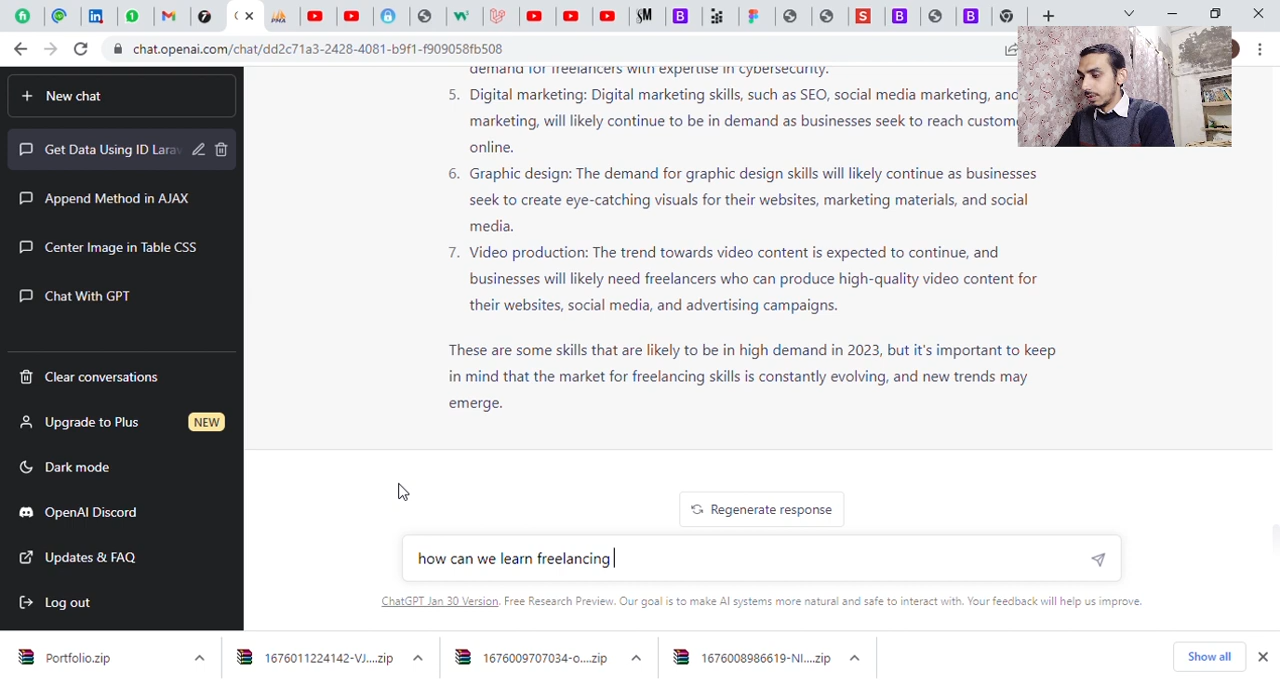 chat.openai.com/chat/dd2c71a3-2428-4081-b9f1-f909058fb508
New chat
Get Data Using ID Lara
Append Method in AJAX
Center Image in Table CSS
Chat With GPT
Clear conversations
Upgrade to Plus NEW
Dark mode
OpenAI Discord
Updates & FAQ
Log out
demand for freelancers with expertise in cybersecurity.
5. Digital marketing: Digital marketing skills, such as SEO, social media marketing, and
marketing, will likely continue to be in demand as businesses seek to reach
online.
6. Graphic design: The demand for graphic design skills will likely continue as businesses
seek to create eye-catching visuals for their websites, marketing materials, and social
media.
7. Video production: The trend towards video content is expected to continue, and
businesses will likely need freelancers who can produce high-quality video content for
their websites, social media, and advertising campaigns.
These are some skills that are likely to be in high demand in 2023, but it's important to keep
in mind that the market for freelancing skills is constantly evolving, and new trends may
emerge.
Regenerate response
how can we learn freelancing
ChatGPT Jan 30 Version. Free Research Preview. Our goal is to make AI systems more natural and safe to interact with. Your feedback will help us improve.
Portfolio.zip
1676011224142-VJ....zip
1676009707034-o....zip
1676008986619-NI....zip
Show all